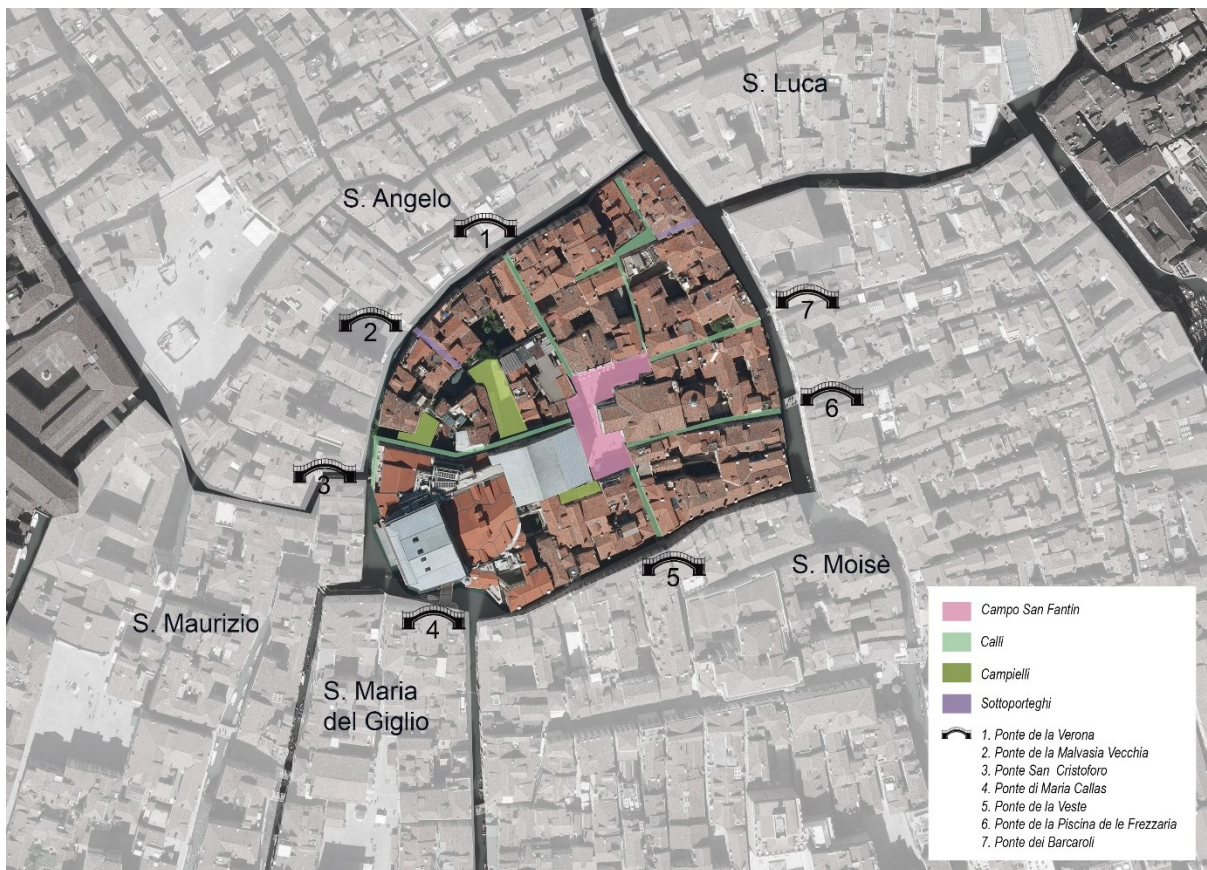 S. Luca
S. Angelo
1
2
7
6
3
5
S. Moisè
4
S. Maurizio
S. Maria
del Giglio
Campo San Fantin
Calli
Campielli
Sottoporteghi
1. Ponte de la Verona
2. Ponte de la Malvasia Vecchia
3. Ponte San Cristoforo
4. Ponte di Maria Callas
5. Ponte de la Veste
6. Ponte de la Piscina de le Frezzaria
7. Ponte dei Barcaroli